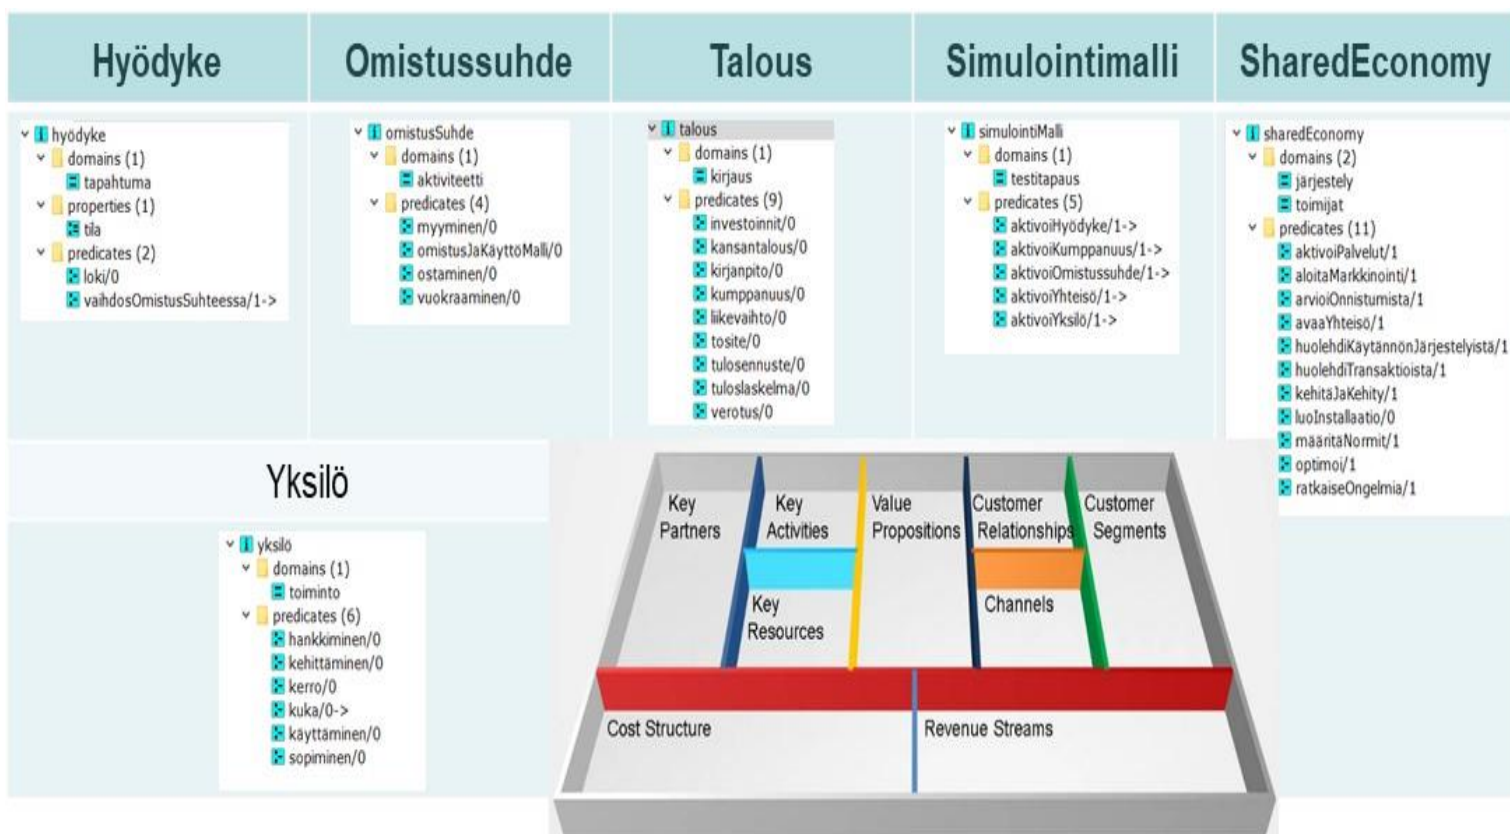 Hyödyke
Omistussuhde
Talous
Simulointimalli
SharedEconomy
hyödyke
domains (1)
tapahtuma
properties (1)
tila
predicates (2)
loki/0
vaihdosOmistusSuhteessa/1->
omistusSuhde
domains (1)
aktiviteetti
predicates (4)
myyminen/0
omistusJaKäyttöMalli/0
ostaminen/0
vuokraaminen/0
talous
domains (1)
kirjaus
predicates (9)
investoinnit/0
kansantalous/0
kirjanpito/0
kumppanuus/0
liikevaihto/0
tosite/0
tulosennuste/0
tuloslaskelma/0
verotus/0
simulointiMalli
domains (1)
testitapaus
predicates (5)
aktivoiHyödyke/1->
aktivoiKumppanuus/1->
aktivoiOmistussuhde/1->
aktivoiYhteisö/1->
aktivoiYksilö/1->
sharedEconomy
domains (2)
järjestely
toimijat
predicates (11)
aktivoiPalvelut/1
aloitaMarkkinointi/1
arvioiOnnistumista/1
avaaYhteisö/1
huolehdiKäytännönJärjestelyistä/1
huolehdiTransaktioista/1
kehitäJaKehity/1
luoInstallaatio/0
määritäNormit/1
optimoi/1
ratkaiseOngelmia/1
Yksilö
yksilö
domains (1)
toiminto
predicates (6)
hankkiminen/0
kehittäminen/0
kerro/0
kuka/0->
käyttäminen/0
sopiminen/0
Key
Partners
Key
Activities
Value
Propositions
Customer
Relationships
Customer
Segments
Key
Resources
Channels
Cost Structure
Revenue Streams